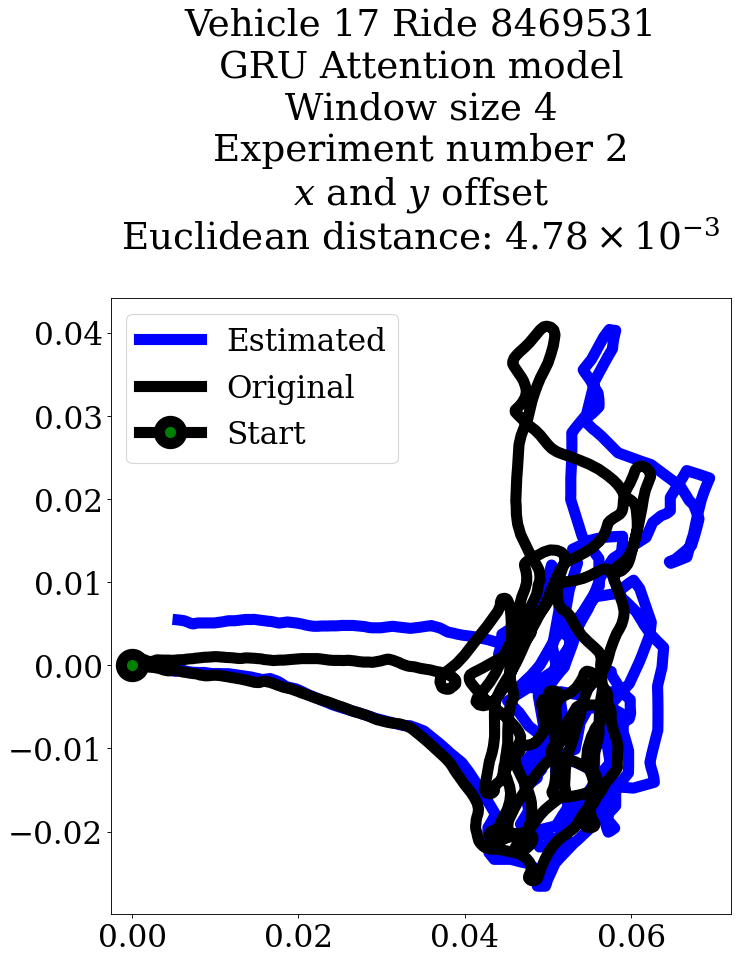 Vehicle 17 Ride 8469531
GRU Attention model
Window size 4
Experiment number 2
x and y offset
Euclidean distance: 4.78 × 10⁻³
Estimated
Original
Start
0.04
0.03
0.02
0.01
0.00
−0.01
−0.02
0.00 0.02 0.04 0.06